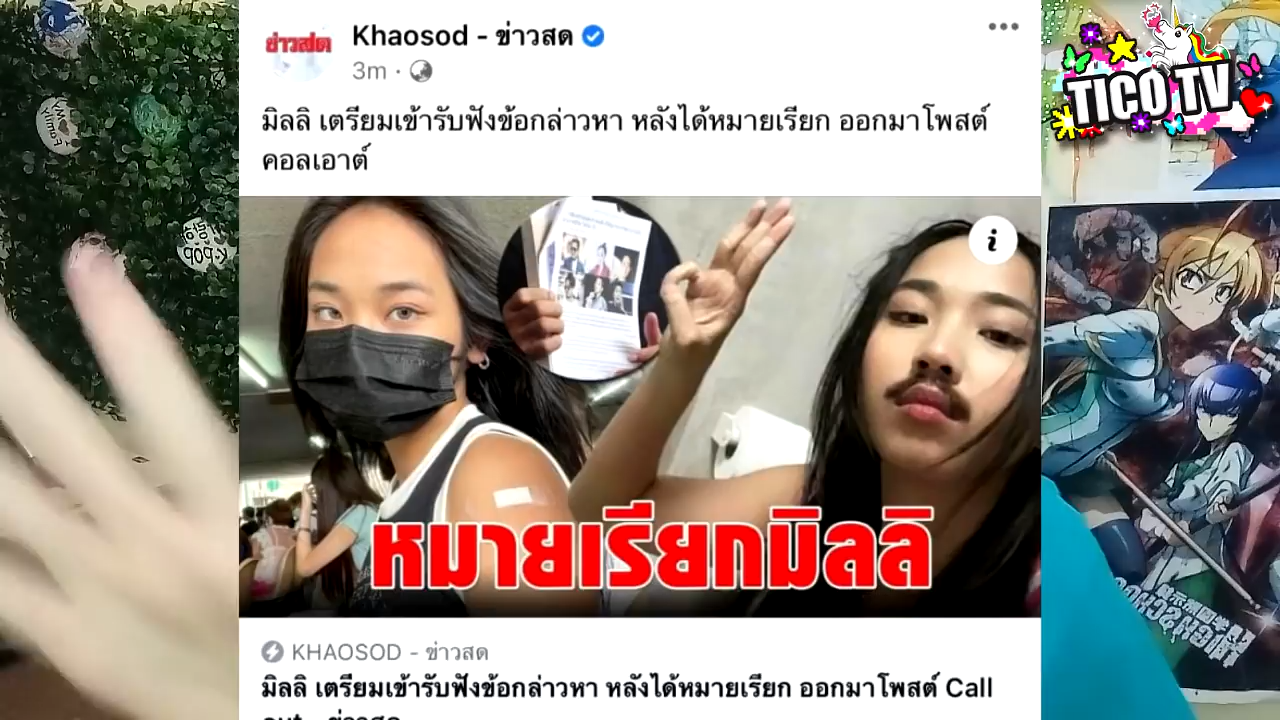 ข่าวสด
Khaosod - ข่าวสด
3m ·
มิลลิ เตรียมเข้ารับฟังข้อกล่าวหา หลังได้หมายเรียก ออกมาโพสต์
คอลเอาต์
TICO TV
i
หมายเรียกมิลลิ
KHAOSOD - ข่าวสด
มิลลิ เตรียมเข้ารับฟังข้อกล่าวหา หลังได้หมายเรียก ออกมาโพสต์ Call
out - ข่าวสด